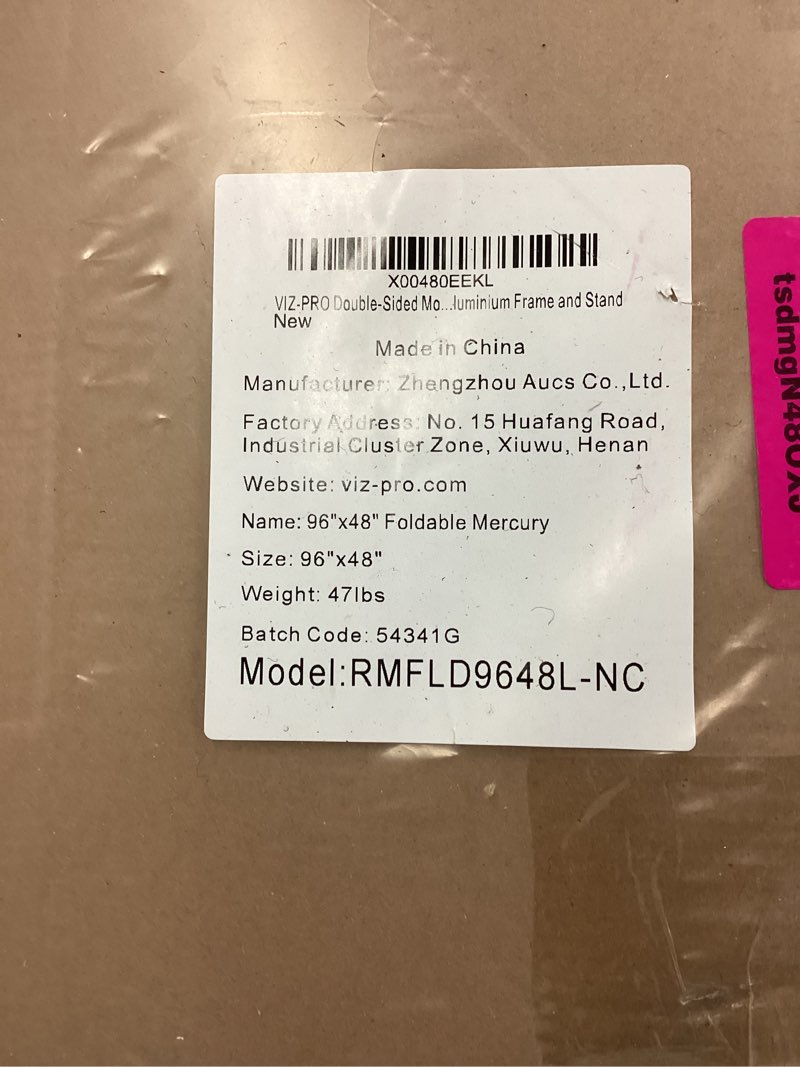 X00480EEKL
VIZ-PRO Double-Sided Mo...luminium Frame and Stand
New
Made in China
Manufacturer: Zhengzhou Aucs Co.,Ltd.
Factory Address: No. 15 Huafang Road,
Industrial Cluster Zone, Xiuwu, Henan
Website: viz-pro.com
Name: 96"x48" Foldable Mercury
Size: 96"x48"
Weight: 47lbs
Batch Code: 54341G
Model:RMFLD9648L-NC